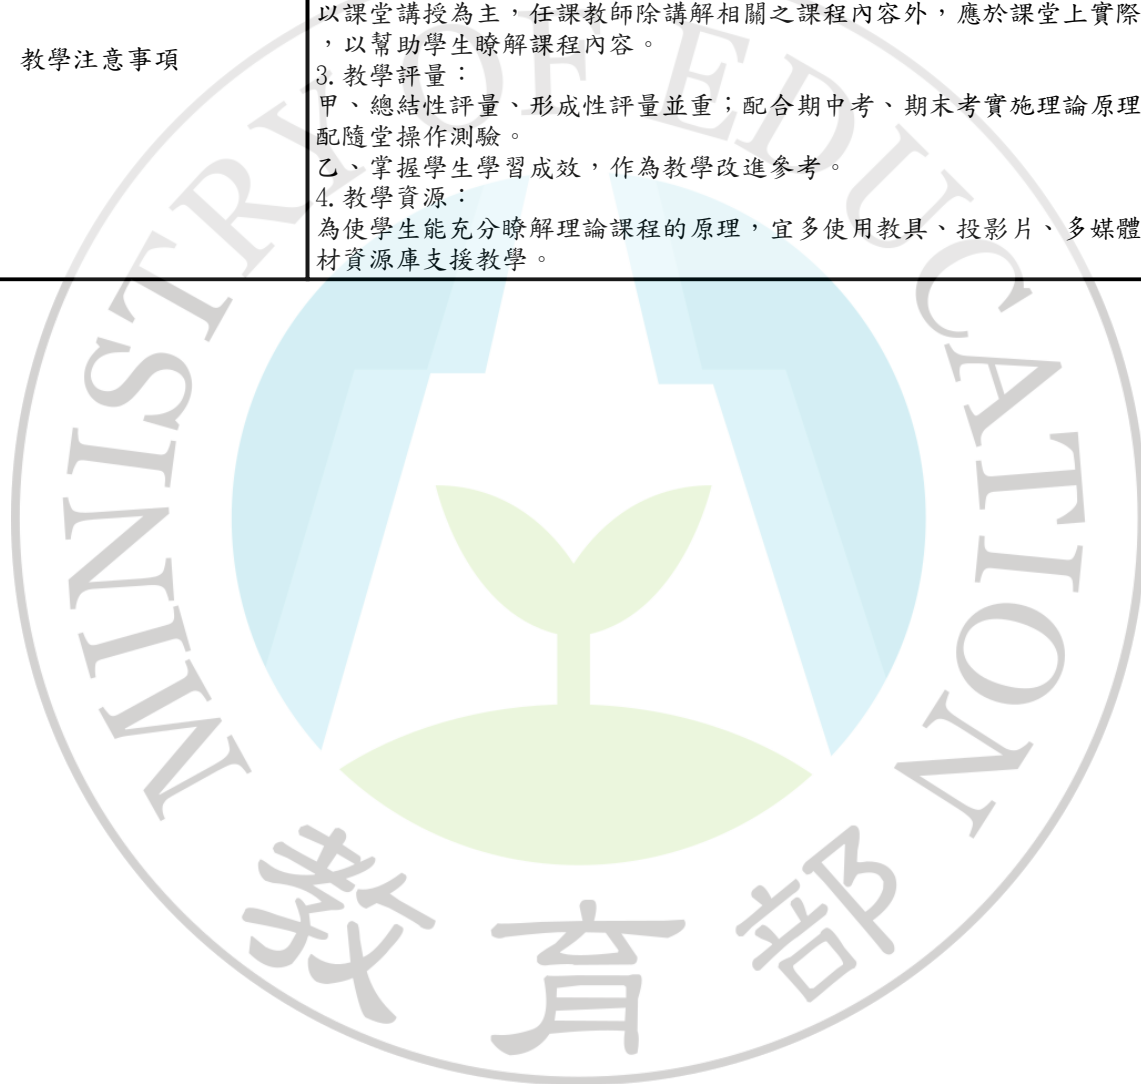 以課堂講授為主，任課教師除講解相關之課程內容外，應於課堂上實際
教學注意事項
，以幫助學生瞭解課程內容。
3.教學評量：
甲、總結性評量、形成性評量並重；配合期中考、期末考實施理論原理
配隨堂操作測驗。
乙、掌握學生學習成效，作為教學改進參考。
4.教學資源：
為使學生能充分瞭解理論課程的原理，宜多使用教具、投影片、多媒體
材資源庫支援教學。
MINISTRY OF EDUCATION
教育部